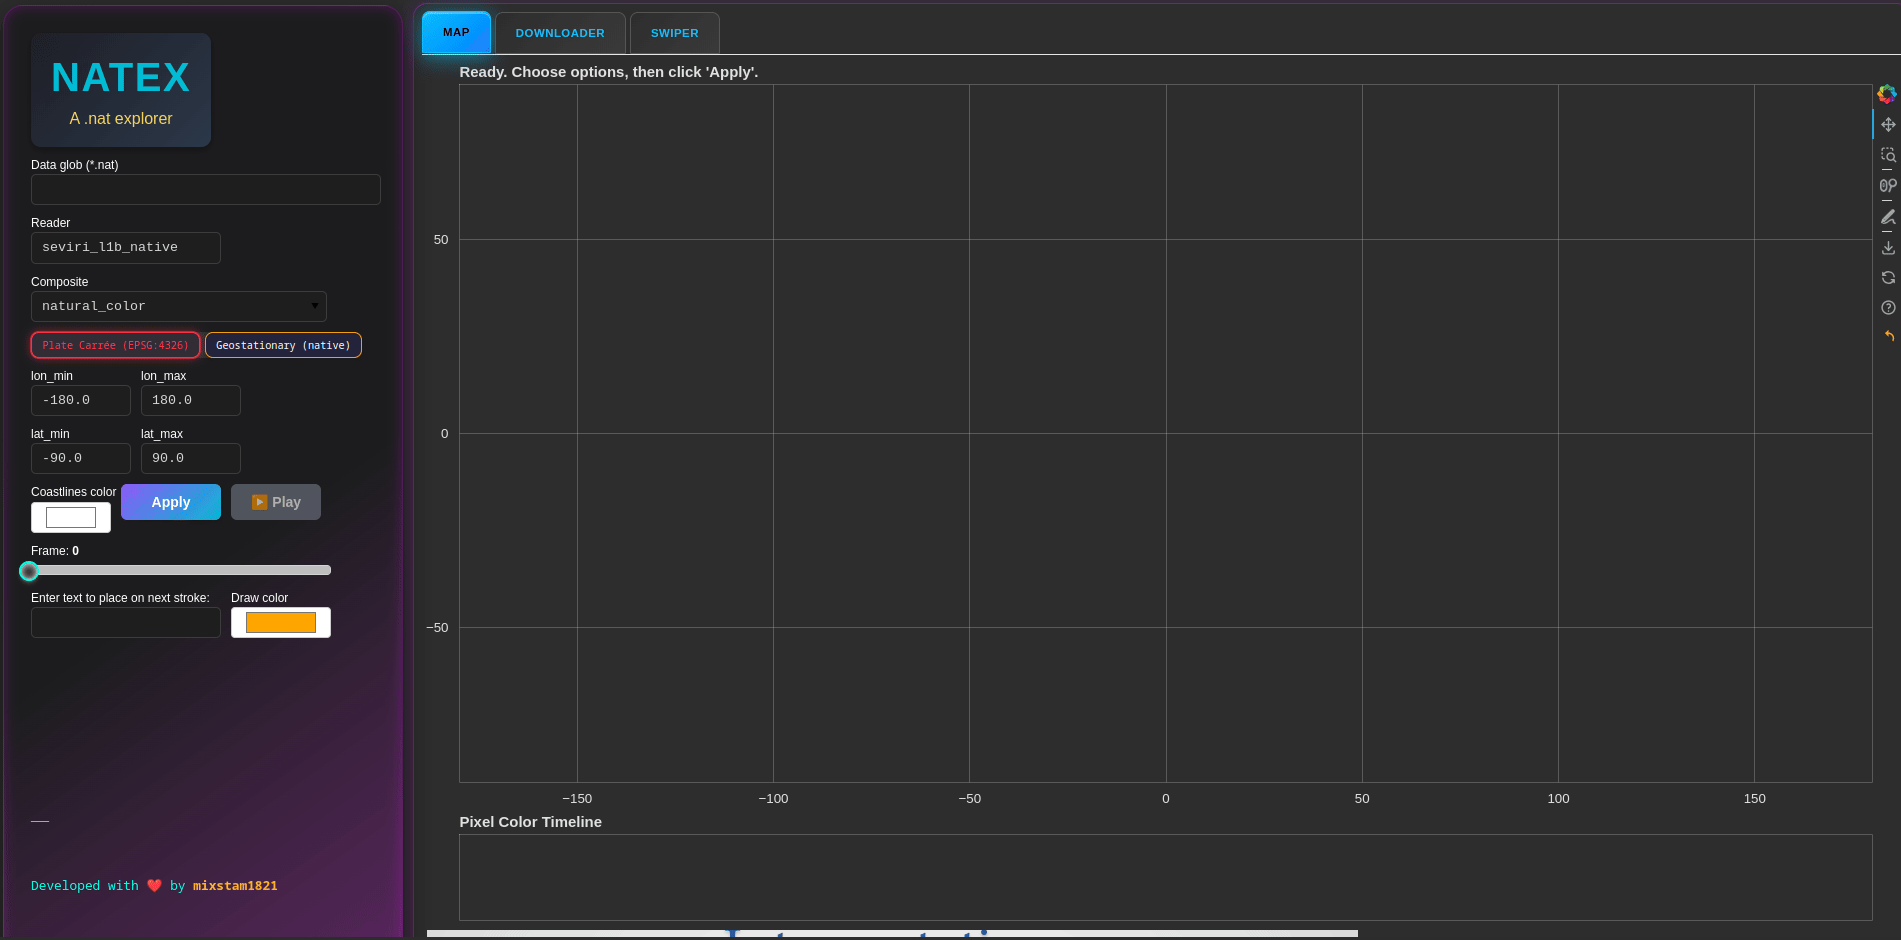 NATEX
A .nat explorer
Data glob (*.nat)
Reader
seviri_l1b_native
Composite
natural_color
Plate Carrée (EPSG:4326) Geostationary (native)
lon_min lon_max
-180.0 180.0
lat_min lat_max
-90.0 90.0
Coastlines color
Apply Play
Frame: 0
Enter text to place on next stroke: Draw color
Developed with ❤️ by mixstam1821
MAP DOWNLOADER SWIPER
Ready. Choose options, then click 'Apply'.
50
0
−50
−150 −100 −50 0 50 100 150
Pixel Color Timeline